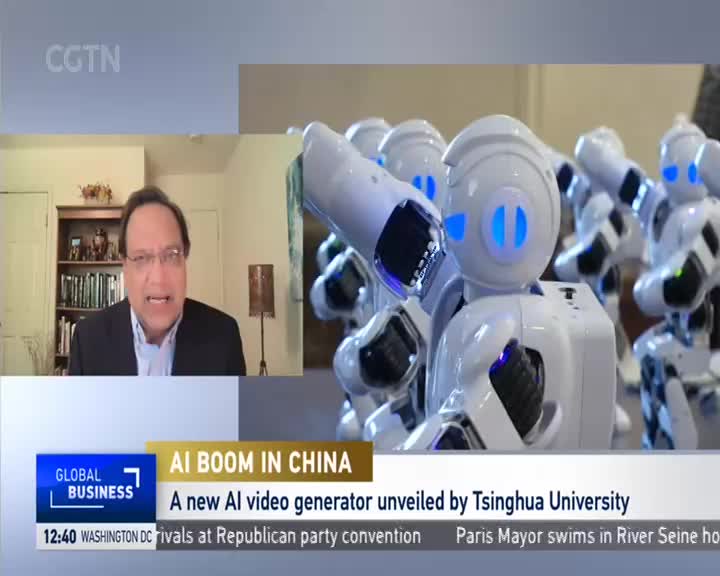 CGTN
AI BOOM IN CHINA
GLOBAL
BUSINESS
A new AI video generator unveiled by Tsinghua University
12:40 WASHINGTON DC rivals at Republican party convention Paris Mayor swims in River Seine ho